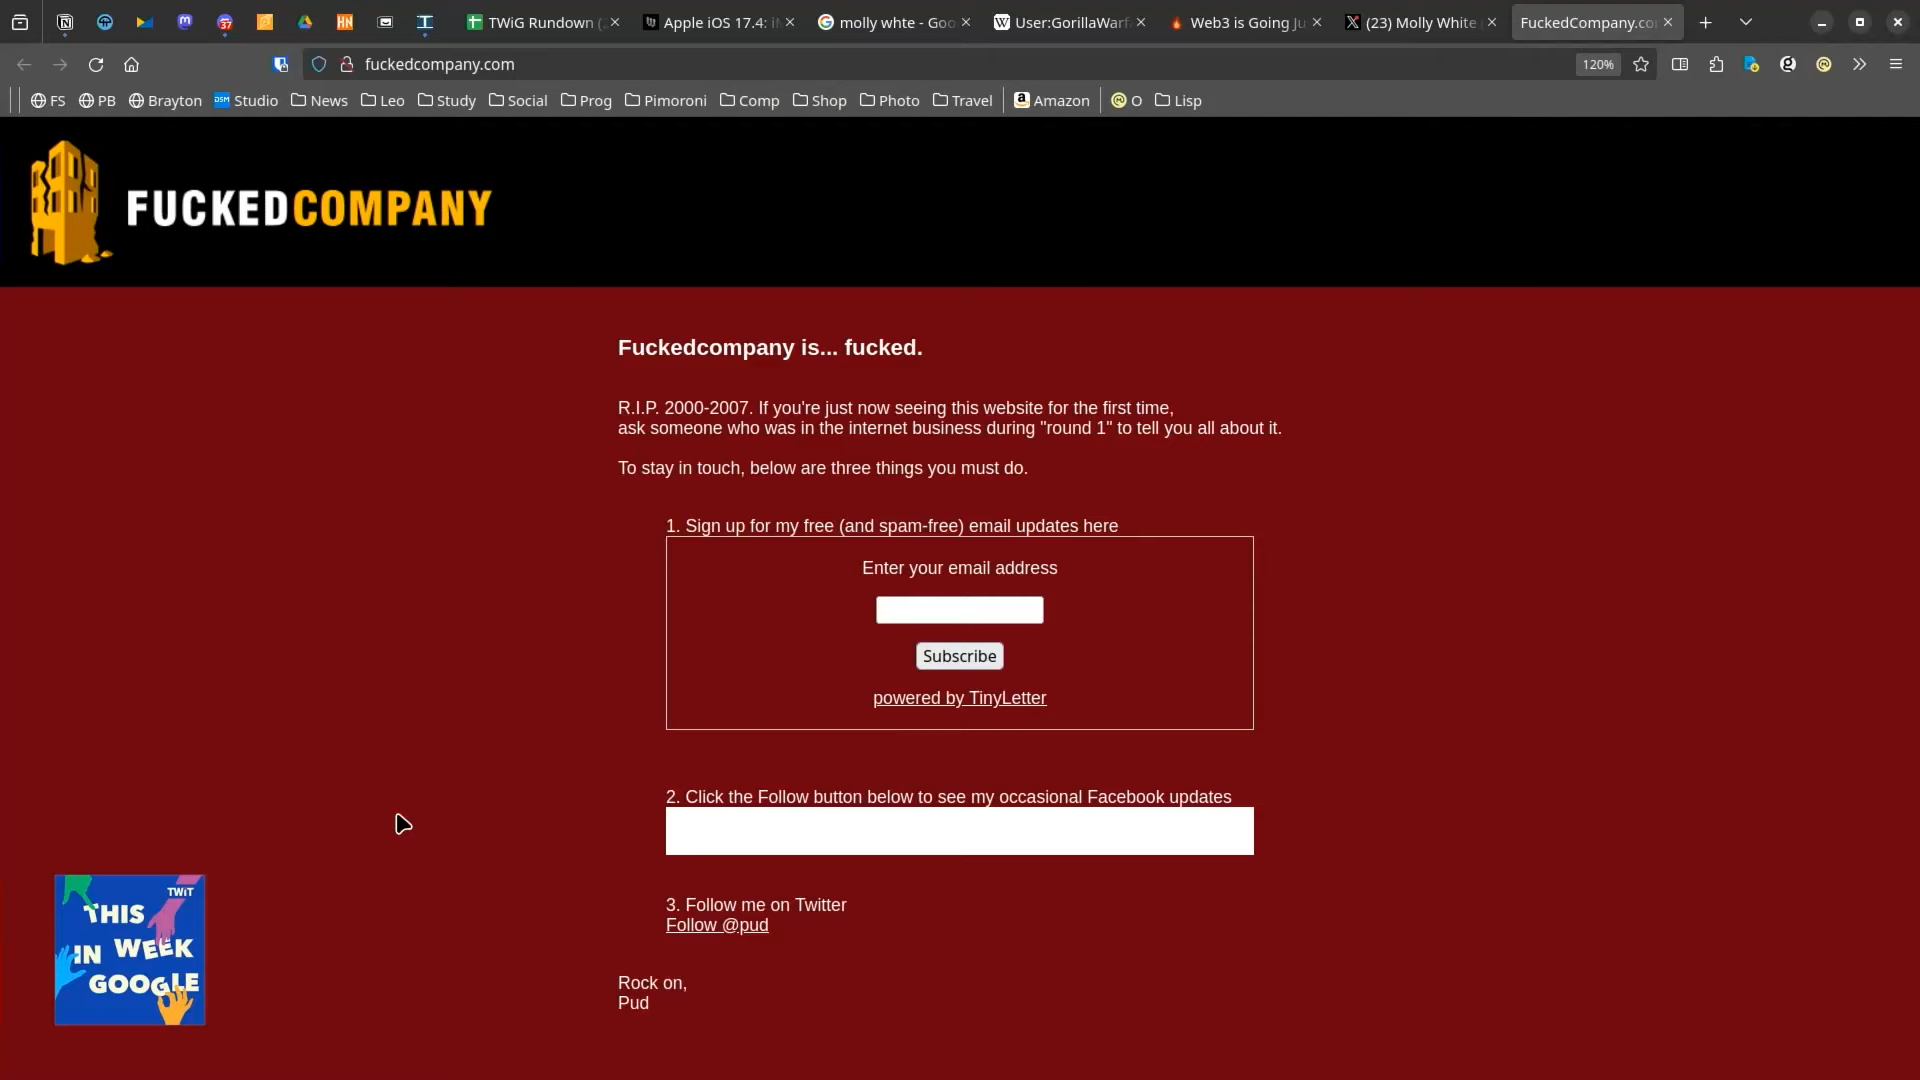 TWiG Rundown (
Apple iOS 17.4: i
molly whte - Goo
User:GorillaWarf
Web3 is Going Ju
(23) Molly White
FuckedCompany.co
37
HN
fuckedcompany.com
120%
FS
PB
Brayton
DSM Studio
News
Leo
Study
Social
Prog
Pimoroni
Comp
Shop
Photo
Travel
Amazon
O
Lisp
FUCKEDCOMPANY
Fuckedcompany is... fucked.
R.I.P. 2000-2007. If you're just now seeing this website for the first time,
ask someone who was in the internet business during "round 1" to tell you all about it.
To stay in touch, below are three things you must do.
1. Sign up for my free (and spam-free) email updates here
Enter your email address
Subscribe
powered by TinyLetter
2. Click the Follow button below to see my occasional Facebook updates
3. Follow me on Twitter
Follow @pud
Rock on,
Pud
TWiT
THIS
IN WEEK
GOOGLE